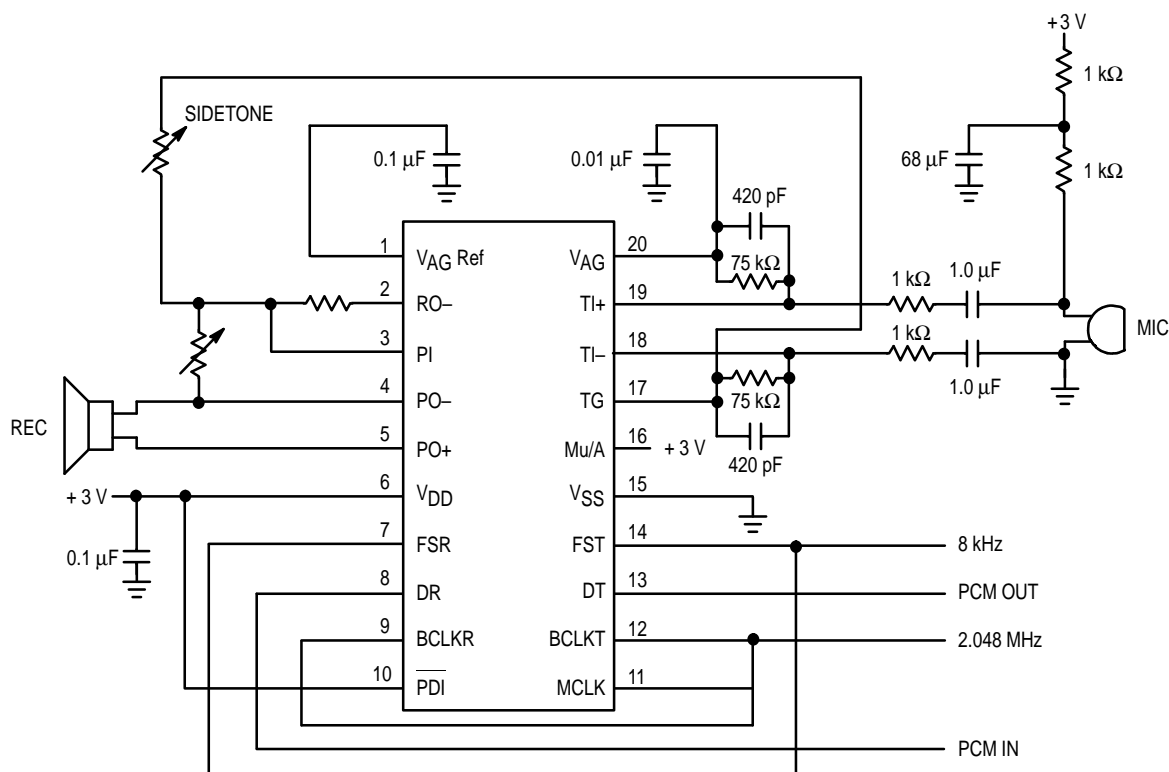 + 3 V
1 kΩ
SIDETONE
0.1 µF
0.01 µF
68 µF
1 kΩ
420 pF
1
VAG Ref
VAG
20
75 kΩ
1 kΩ
1.0 µF
2
RO–
TI+
19
MIC
3
PI
TI–
18
1 kΩ
1.0 µF
4
PO–
TG
17
75 kΩ
REC
5
PO+
Mu/A
16
+ 3 V
420 pF
+ 3 V
6
VDD
VSS
15
0.1 µF
7
FSR
FST
14
8 kHz
8
DR
DT
13
PCM OUT
9
BCLKR
BCLKT
12
2.048 MHz
10
PDI
MCLK
11
PCM IN